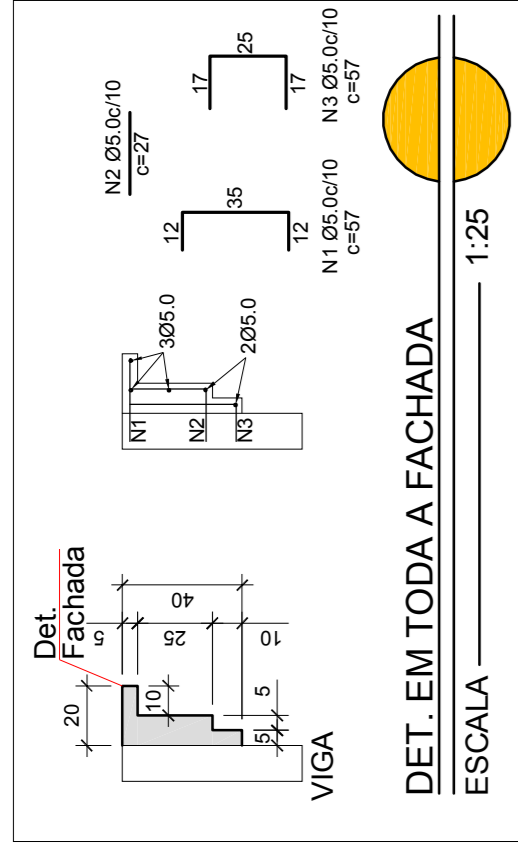 Det.
Fachada
20
10
5
25
10
40
5
5
VIGA
N1
N2
N3
3Ø5.0
2Ø5.0
N2 Ø5.0c/10
c=27
12
35
12
N1 Ø5.0c/10
c=57
17
25
17
N3 Ø5.0c/10
c=57
DET. EM TODA A FACHADA
ESCALA 1:25